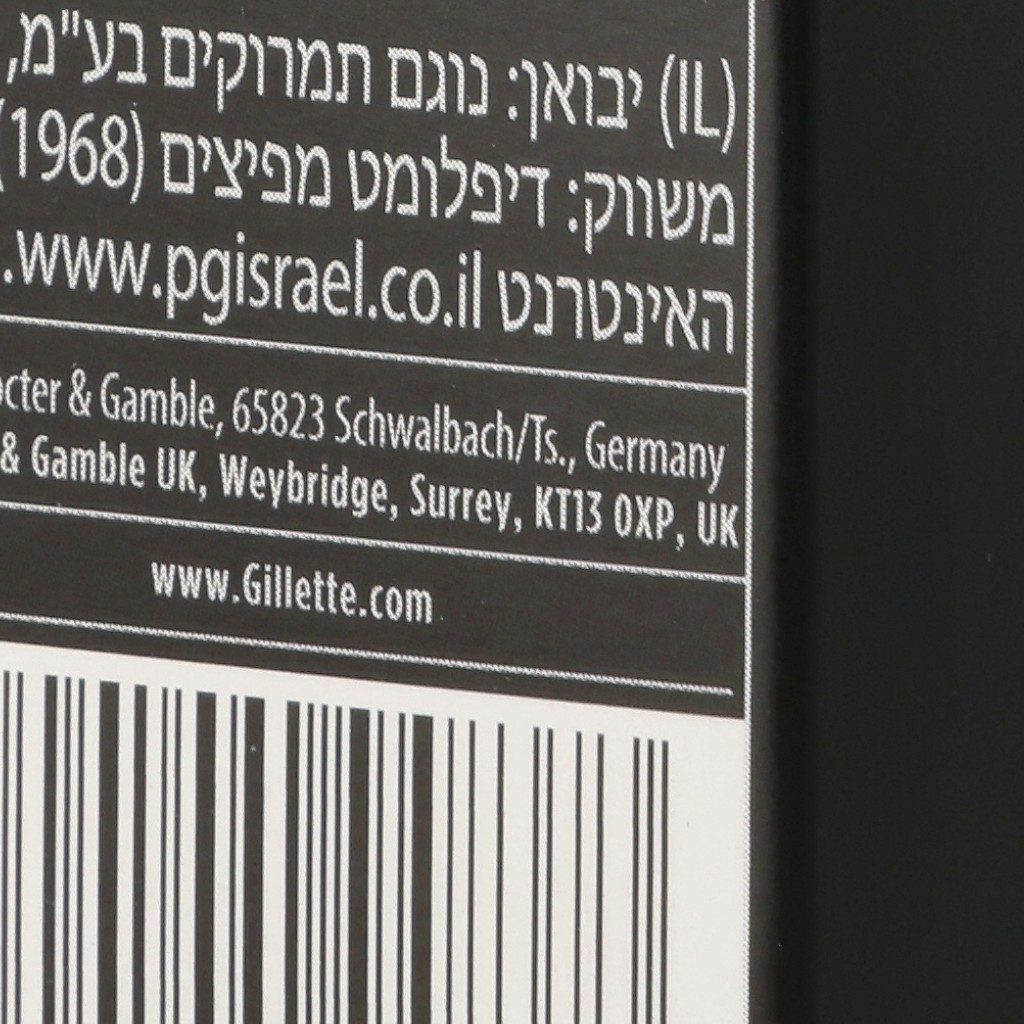 (IL) יבואן: נוגם תמרוקים בע"מ,
משווק: דיפלומט מפיצים (1968)
האינטרנט www.pgisrael.co.il.
& Gamble, 65823 Schwalbach/Ts., Germany
& Gamble UK, Weybridge, Surrey, KT13 0XP, UK
www.Gillette.com